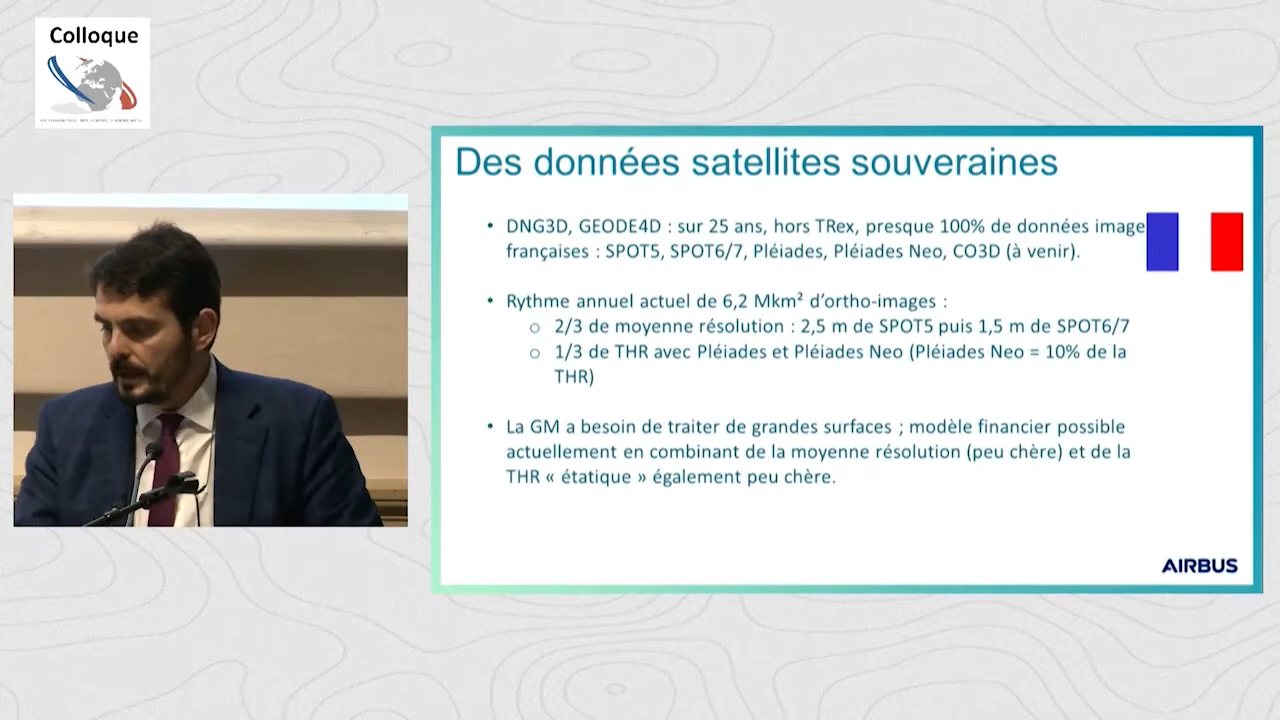 Colloque
Des données satellites souveraines
• DNG3D, GEODE4D : sur 25 ans, hors TRex, presque 100% de données image
françaises : SPOT5, SPOT6/7, Pléiades, Pléiades Neo, CO3D (à venir).
• Rythme annuel actuel de 6,2 Mkm² d’ortho-images :
o 2/3 de moyenne résolution : 2,5 m de SPOT5 puis 1,5 m de SPOT6/7
o 1/3 de THR avec Pléiades et Pléiades Neo (Pléiades Neo = 10% de la
THR)
• La GM a besoin de traiter de grandes surfaces ; modèle financier possible
actuellement en combinant de la moyenne résolution (peu chère) et de la
THR « étatique » également peu chère.
AIRBUS